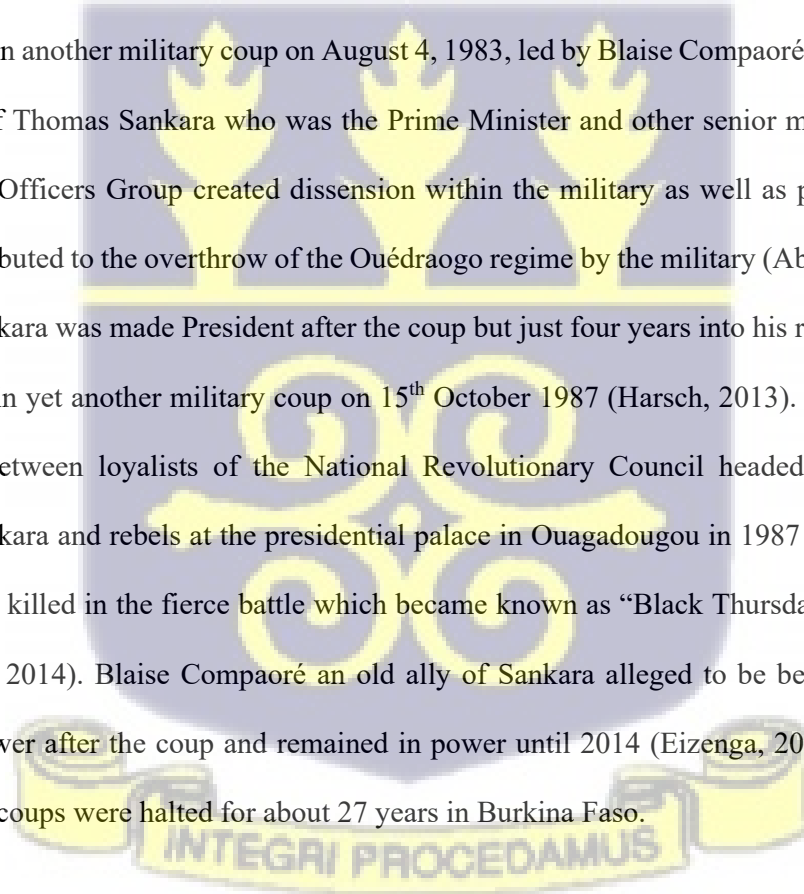 n another military coup on August 4, 1983, led by Blaise Compaoré
f Thomas Sankara who was the Prime Minister and other senior m
Officers Group created dissension within the military as well as p
buted to the overthrow of the Ouédraogo regime by the military (Ab
kara was made President after the coup but just four years into his r
n yet another military coup on 15th October 1987 (Harsch, 2013).
etween loyalists of the National Revolutionary Council headed
kara and rebels at the presidential palace in Ouagadougou in 1987
killed in the fierce battle which became known as “Black Thursda
2014). Blaise Compaoré an old ally of Sankara alleged to be be
wer after the coup and remained in power until 2014 (Eizenga, 20
coups were halted for about 27 years in Burkina Faso.
INTEGRI PROCEDAMUS